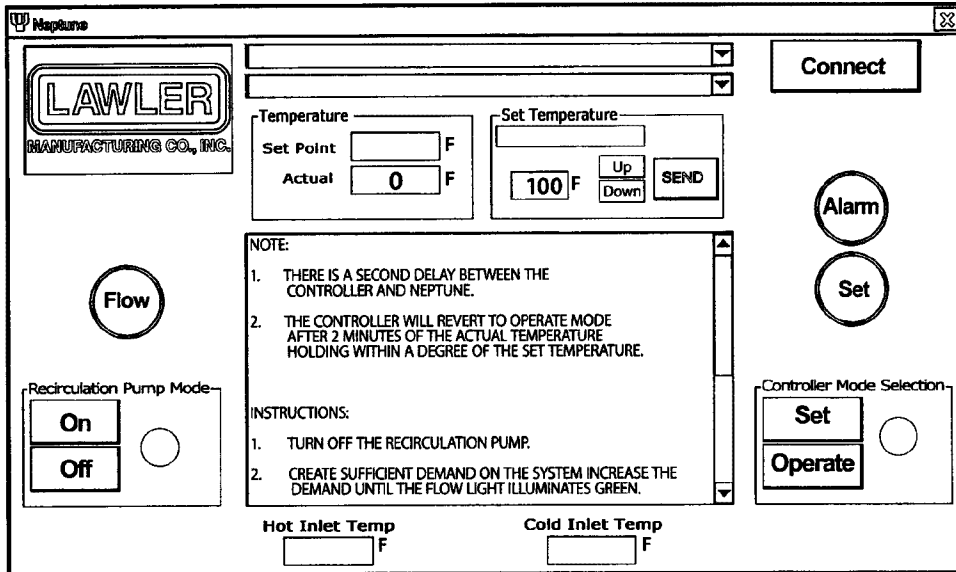 Neptune
LAWLER
MANUFACTURING CO., INC.
Connect
Temperature
Set Point F
Actual 0 F
Set Temperature
100 F
Up
Down
SEND
Alarm
Set
Flow
NOTE:
1. THERE IS A SECOND DELAY BETWEEN THE
CONTROLLER AND NEPTUNE.
2. THE CONTROLLER WILL REVERT TO OPERATE MODE
AFTER 2 MINUTES OF THE ACTUAL TEMPERATURE
HOLDING WITHIN A DEGREE OF THE SET TEMPERATURE.
INSTRUCTIONS:
1. TURN OFF THE RECIRCULATION PUMP.
2. CREATE SUFFICIENT DEMAND ON THE SYSTEM INCREASE THE
DEMAND UNTIL THE FLOW LIGHT ILLUMINATES GREEN.
Recirculation Pump Mode
On
Off
Controller Mode Selection
Set
Operate
Hot Inlet Temp
F
Cold Inlet Temp
F